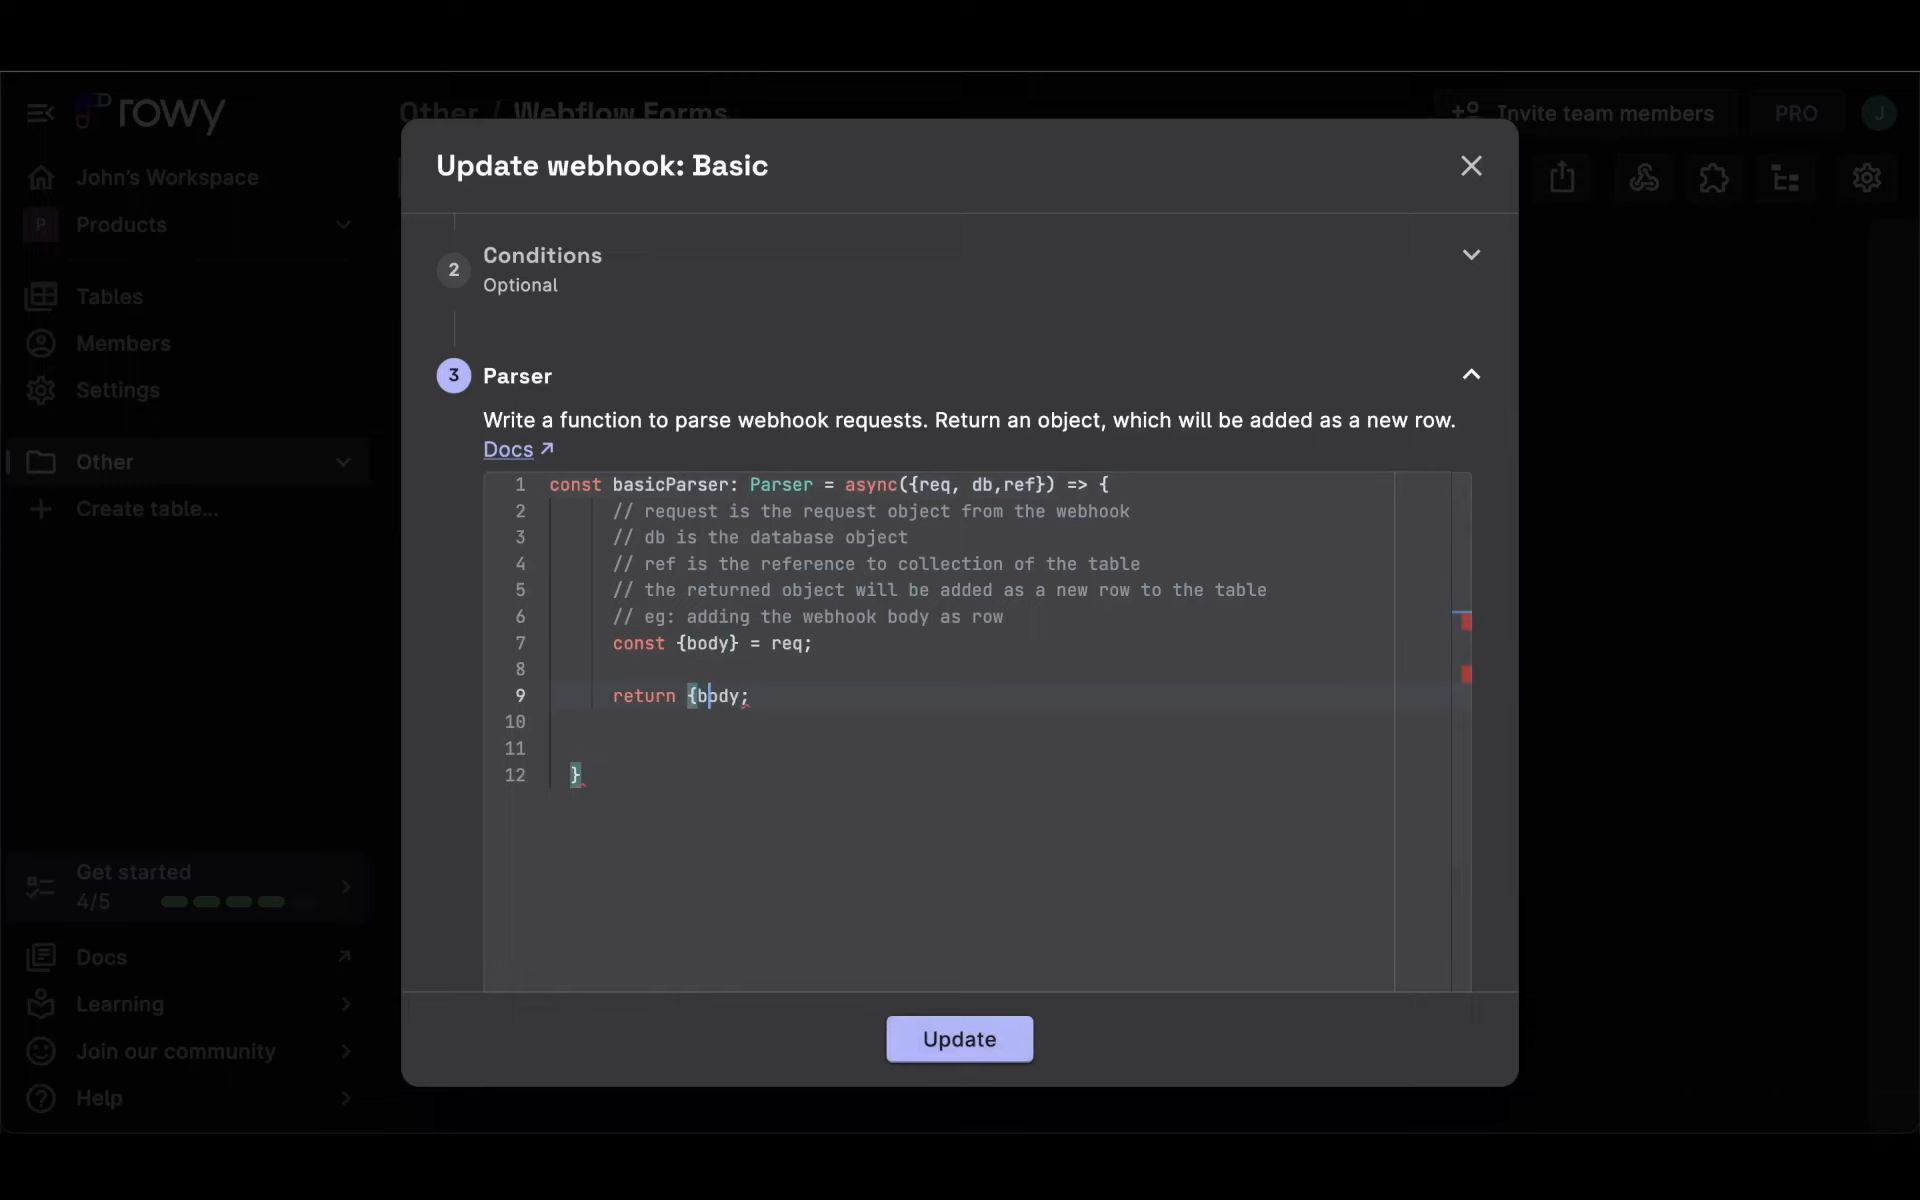 rowy
Other / Webflow Forms
Invite team members
PRO
J
John's Workspace
P
Products
Tables
Members
Settings
Other
Create table...
Get started
4/5
Docs
Learning
Join our community
Help
Update webhook: Basic
2
Conditions
Optional
3
Parser
Write a function to parse webhook requests. Return an object, which will be added as a new row.
Docs
1 const basicParser: Parser = async({req, db,ref}) => {
2 // request is the request object from the webhook
3 // db is the database object
4 // ref is the reference to collection of the table
5 // the returned object will be added as a new row to the table
6 // eg: adding the webhook body as row
7 const {body} = req;
8
9 return {body;
10
11
12 }
Update